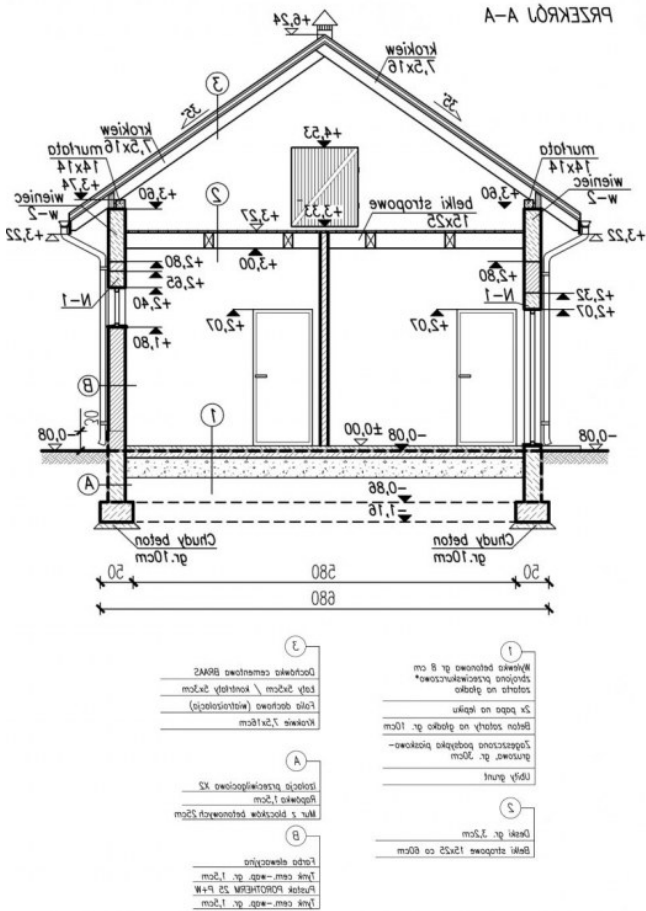 PRZEKRÓJ A-A
+6,24
krokiew
7,5x16
35°
3
35°
krokiew
7,5x16
murłata
14x14
wieniec
w-2
+3,60
+3,22
+4,53
+3,33
belki stropowe
15x25
+3,27
+3,00
2
murłata
14x14
+3,74
wieniec
w-2
+3,60
+3,22
+2,80
N-1
+2,32
+2,07
+2,07
+2,07
+2,80
+2,65
N-1
+2,40
+1,80
B
30
1
±0,00
-0,08
-0,08
-0,08
A
-0,86
-1,16
Chudy beton
gr.10cm
Chudy beton
gr.10cm
50
580
50
680
1
Wylewka betonowa gr 8 cm
zbrojona przeciwskurczowo*
zatarta na gładko
2x papa na lepiku
Beton zatarty na gładko gr. 10cm
Zagęszczona podsypka piaskowo-
gruzowa, gr. 30cm
Ubity grunt
2
Deski gr. 3,2cm
Belki stropowe 15x25 co 60cm
3
Dachówka cementowa BRAAS
Łaty 5x5cm / kontrłaty 5x3cm
Folia dachowa (wiatroizolacja)
Krokwie 7,5x16cm
A
Izolacja przeciwilgociowa X2
Rapówka 1,5cm
Mur z bloczków betonowych 25cm
B
Farba elewacyjna
Tynk cem.-wap. gr. 1,5cm
Pustak POROTHERM 25 P+W
Tynk cem.-wap. gr. 1,5cm